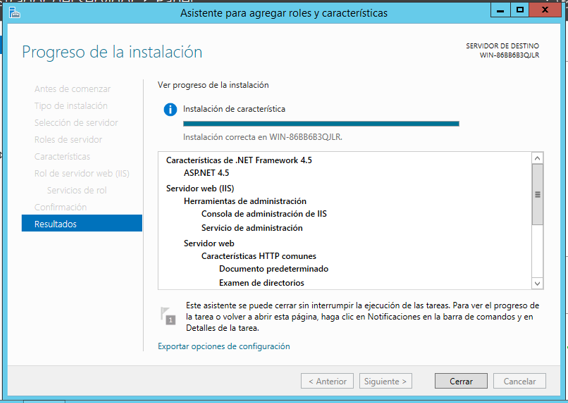 Asistente para agregar roles y características
Progreso de la instalación
SERVIDOR DE DESTINO
WIN-86BB6B3QJLR
Antes de comenzar
Tipo de instalación
Selección de servidor
Roles de servidor
Características
Rol de servidor web (IIS)
Servicios de rol
Confirmación
Resultados
Ver progreso de la instalación
Instalación de característica
Instalación correcta en WIN-86BB6B3QJLR.
Características de .NET Framework 4.5
ASP.NET 4.5
Servidor web (IIS)
Herramientas de administración
Consola de administración de IIS
Servicio de administración
Servidor web
Características HTTP comunes
Documento predeterminado
Examen de directorios
1
Este asistente se puede cerrar sin interrumpir la ejecución de las tareas. Para ver el progreso de
la tarea o volver a abrir esta página, haga clic en Notificaciones en la barra de comandos y en
Detalles de la tarea.
Exportar opciones de configuración
< Anterior
Siguiente >
Cerrar
Cancelar